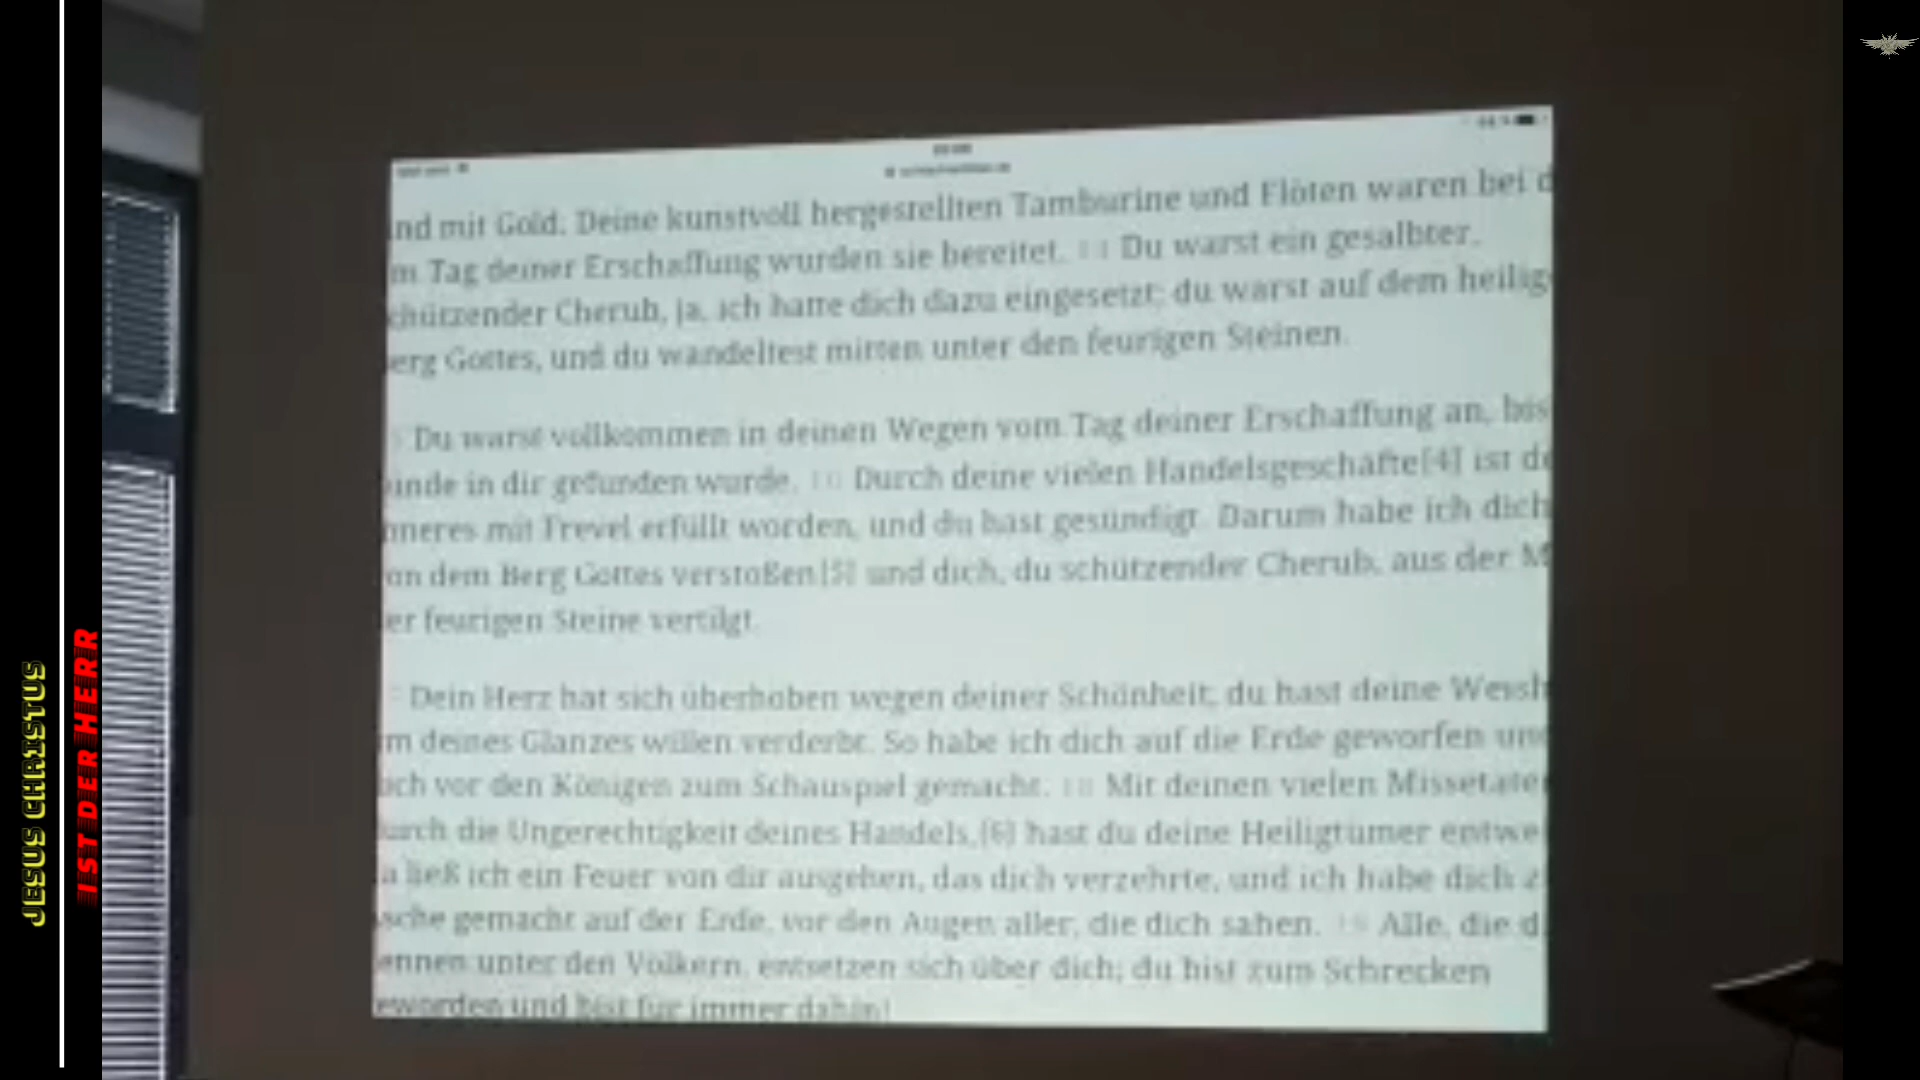 nd mit Gold. Deine kunstvoll hergestellten Tamburine und Flöten waren bei d
m Tag deiner Erschaffung wurden sie bereitet. 14 Du warst ein gesalbter,
chützender Cherub, ja, ich hatte dich dazu eingesetzt; du warst auf dem heilig
erg Gottes, und du wandeltest mitten unter den feurigen Steinen.
Du warst vollkommen in deinen Wegen vom Tag deiner Erschaffung an, bis
ünde in dir gefunden wurde. 16 Durch deine vielen Handelsgeschäfte[4] ist de
nneres mit Frevel erfüllt worden, und du hast gesündigt. Darum habe ich dich
on dem Berg Gottes verstoßen[5] und dich, du schützender Cherub, aus der M
er feurigen Steine vertilgt.
Dein Herz hat sich überhoben wegen deiner Schönheit; du hast deine Weish
m deines Glanzes willen verderbt. So habe ich dich auf die Erde geworfen und
ich vor den Königen zum Schauspiel gemacht. 18 Mit deinen vielen Missetaten
urch die Ungerechtigkeit deines Handels,[6] hast du deine Heiligtümer entwe
a ließ ich ein Feuer von dir ausgehen, das dich verzehrte, und ich habe dich z
sche gemacht auf der Erde, vor den Augen aller, die dich sahen. 19 Alle, die d
ennen unter den Völkern, entsetzen sich über dich; du bist zum Schrecken
eworden und bist für immer dahin!
JESUS CHRISTUS
IST DER HERR